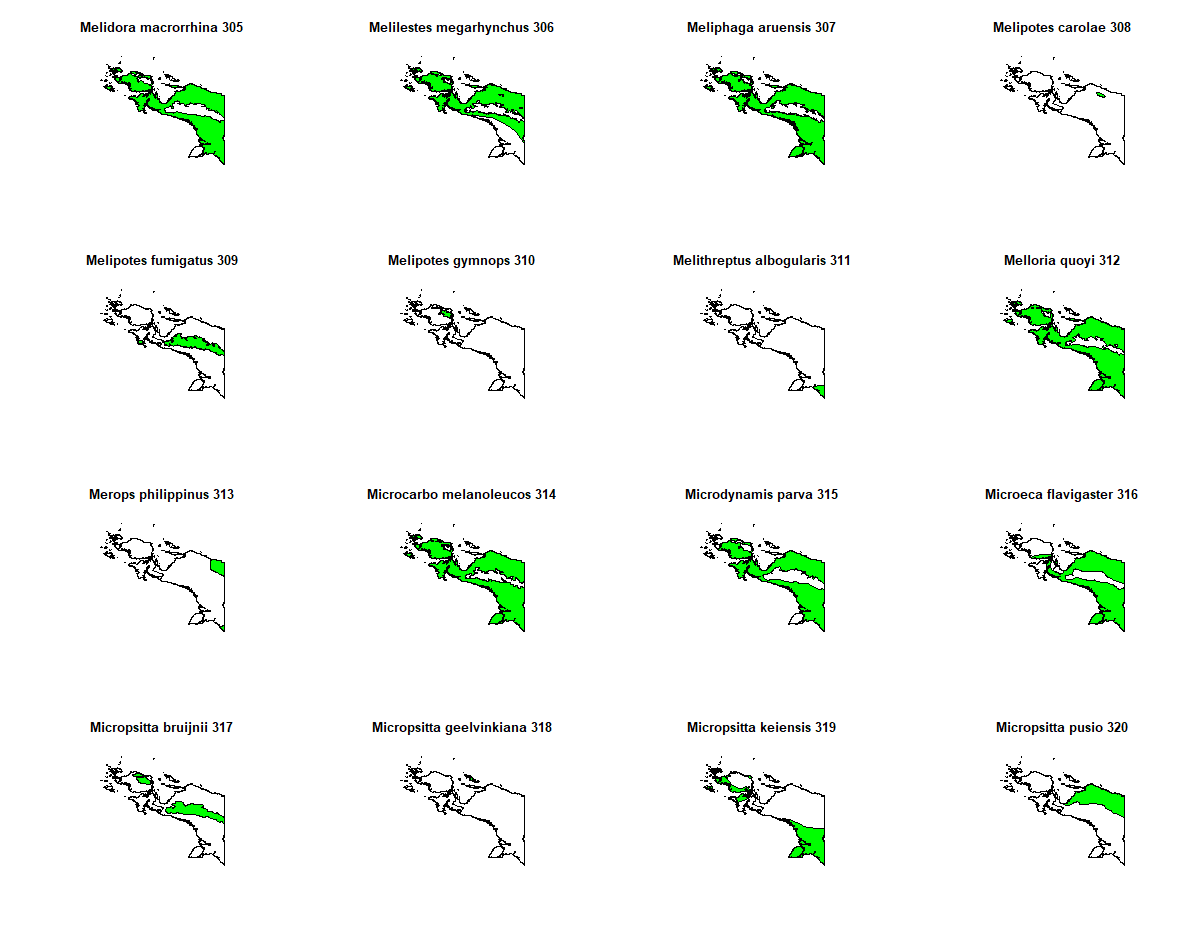 Melidora macrorrhina 305
Melilestes megarhynchus 306
Meliphaga aruensis 307
Melipotes carolae 308
Melipotes fumigatus 309
Melipotes gymnops 310
Melithreptus albogularis 311
Melloria quoyi 312
Merops philippinus 313
Microcarbo melanoleucos 314
Microdynamis parva 315
Microeca flavigaster 316
Micropsitta bruijnii 317
Micropsitta geelvinkiana 318
Micropsitta keiensis 319
Micropsitta pusio 320